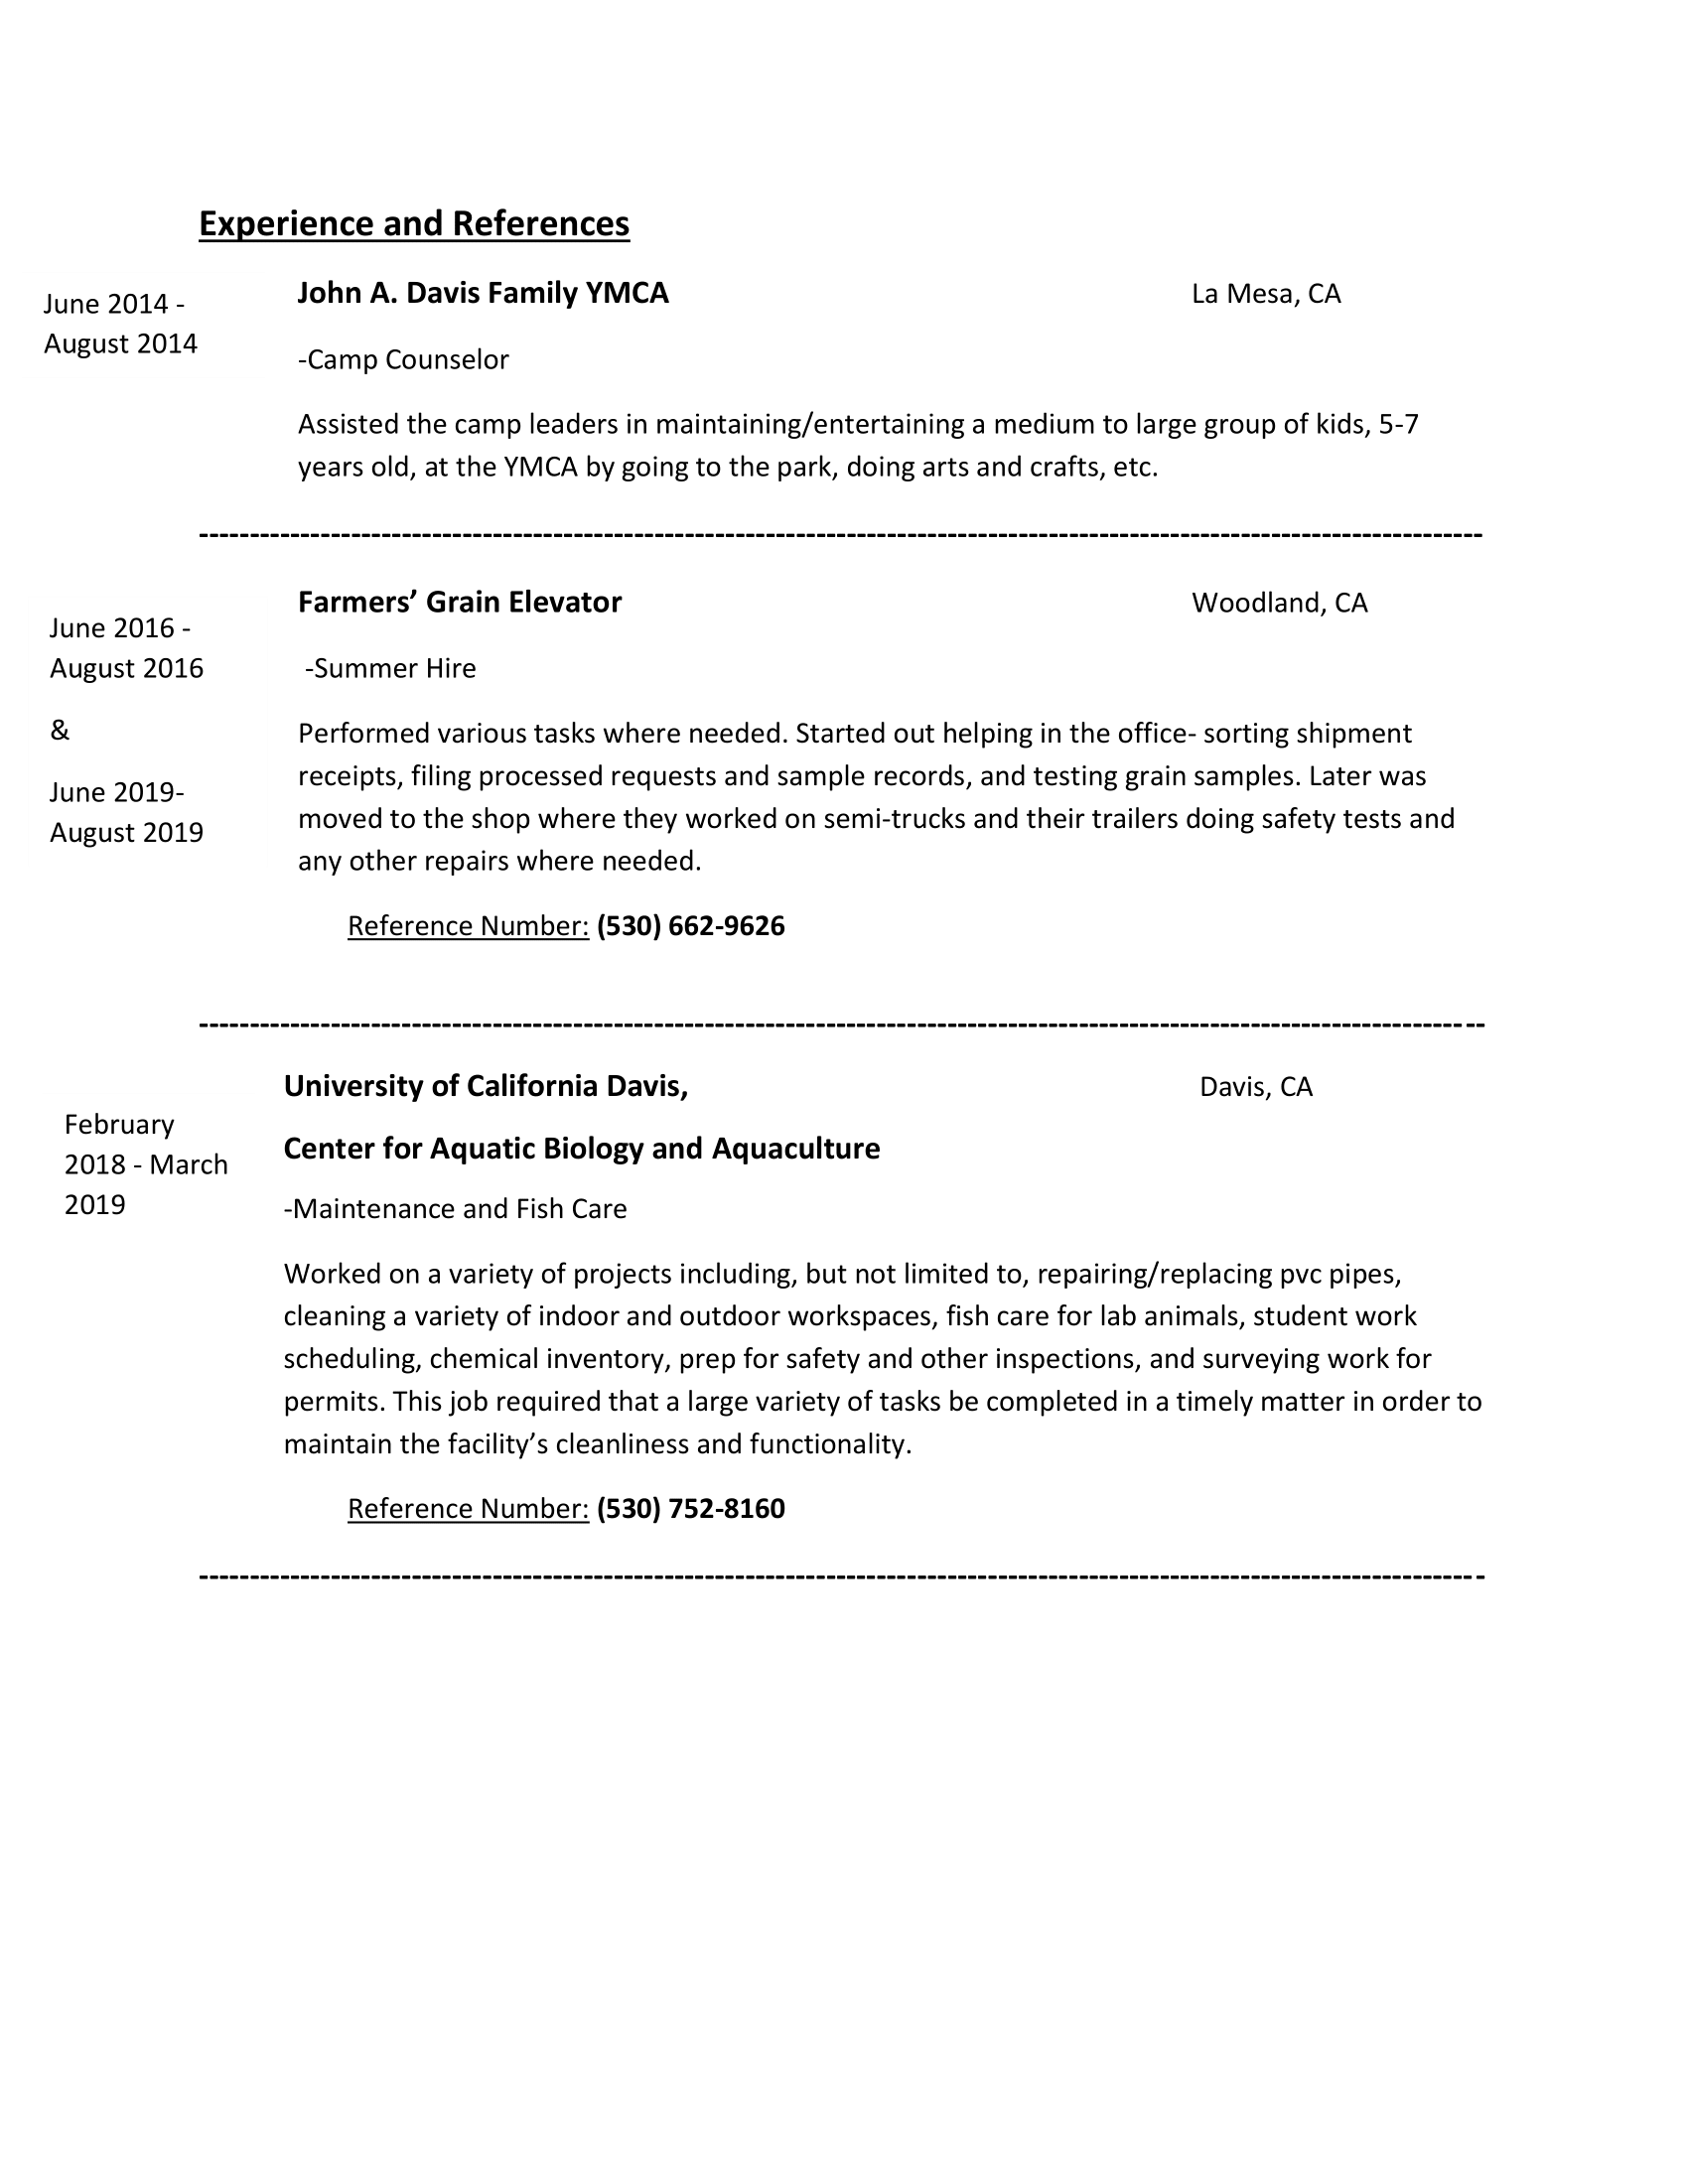 Experience and References
June 2014 -
August 2014
John A. Davis Family YMCA La Mesa, CA
-Camp Counselor
Assisted the camp leaders in maintaining/entertaining a medium to large group of kids, 5-7
years old, at the YMCA by going to the park, doing arts and crafts, etc.
Farmers’ Grain Elevator Woodland, CA
June 2016 -
August 2016
&
June 2019-
August 2019
-Summer Hire
Performed various tasks where needed. Started out helping in the office- sorting shipment
receipts, filing processed requests and sample records, and testing grain samples. Later was
moved to the shop where they worked on semi-trucks and their trailers doing safety tests and
any other repairs where needed.
Reference Number: (530) 662-9626
University of California Davis, Davis, CA
February
2018 - March
2019
Center for Aquatic Biology and Aquaculture
-Maintenance and Fish Care
Worked on a variety of projects including, but not limited to, repairing/replacing pvc pipes,
cleaning a variety of indoor and outdoor workspaces, fish care for lab animals, student work
scheduling, chemical inventory, prep for safety and other inspections, and surveying work for
permits. This job required that a large variety of tasks be completed in a timely matter in order to
maintain the facility’s cleanliness and functionality.
Reference Number: (530) 752-8160